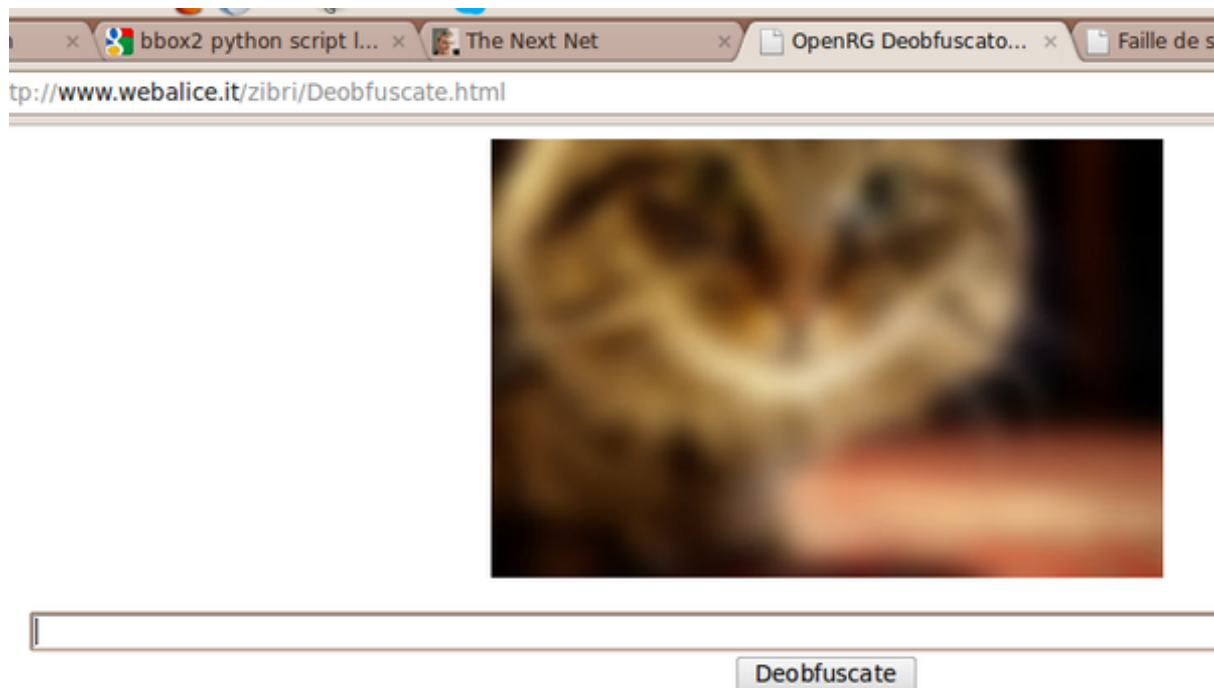 bbox2 python script l... The Next Net OpenRG Deobfuscato... Faille de s
tp://www.webalice.it/zibri/Deobfuscate.html
Deobfuscate